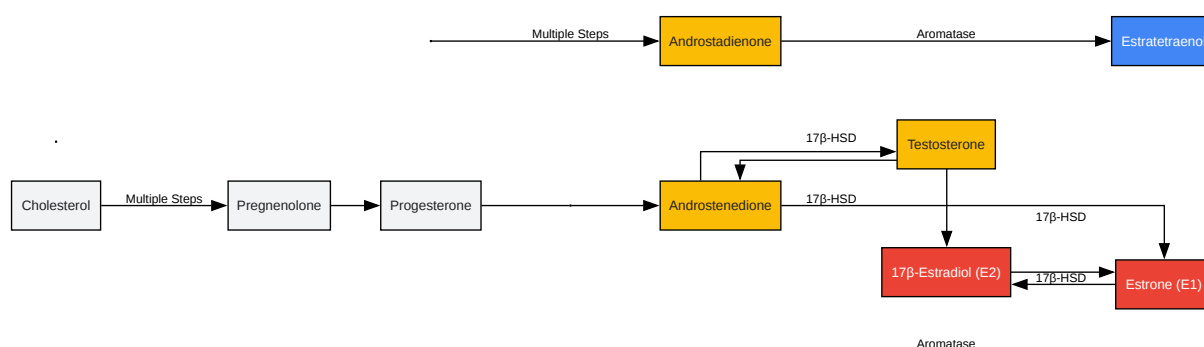 Multiple Steps
Androstadienone
Aromatase
Estratetraenol
17β-HSD
Testosterone
Cholesterol
Multiple Steps
Pregnenolone
Progesterone
Androstenedione
17β-HSD
17β-HSD
17β-Estradiol (E2)
17β-HSD
Estrone (E1)
Aromatase